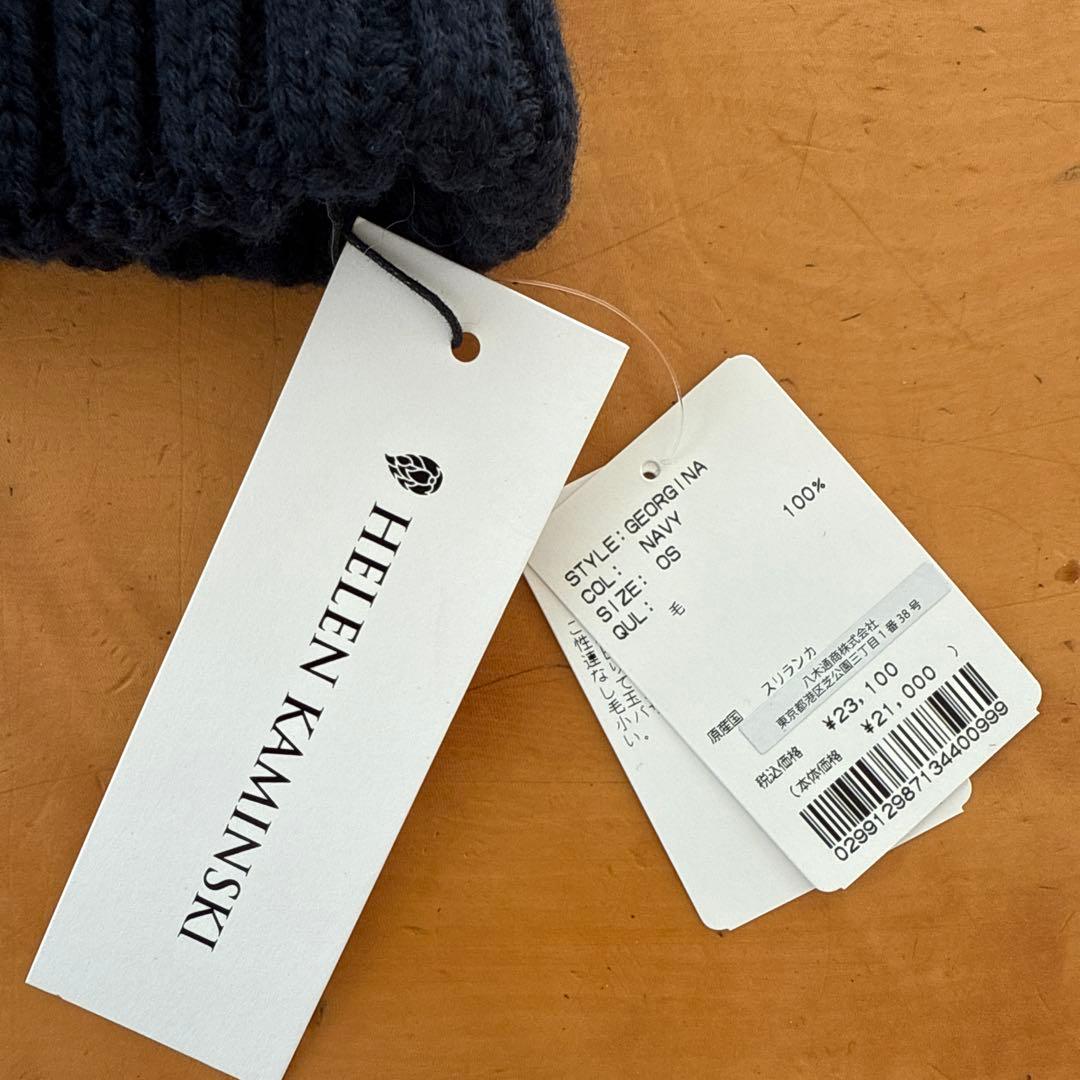 HELEN KAMINSKI
STYLE: GEORGINA
COL: NAVY
SIZE: OS
QUL: 毛 100%
原産国 スリランカ
八木通商株式会社
東京都港区芝公園三丁目1番38号
税込価格 ¥23,100
(本体価格 ¥21,000 )
029912987134400999